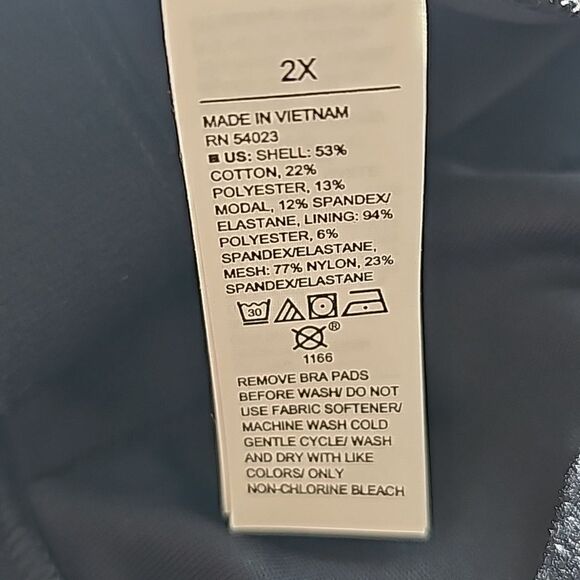 2X
MADE IN VIETNAM
RN 54023
US: SHELL: 53%
COTTON, 22%
POLYESTER, 13%
MODAL, 12% SPANDEX/
ELASTANE, LINING: 94%
POLYESTER, 6%
SPANDEX/ELASTANE,
MESH: 77% NYLON, 23%
SPANDEX/ELASTANE
30
®
1166
REMOVE BRA PADS
BEFORE WASH/ DO NOT
USE FABRIC SOFTENER/
MACHINE WASH COLD
GENTLE CYCLE/ WASH
AND DRY WITH LIKE
COLORS/ ONLY
NON-CHLORINE BLEACH